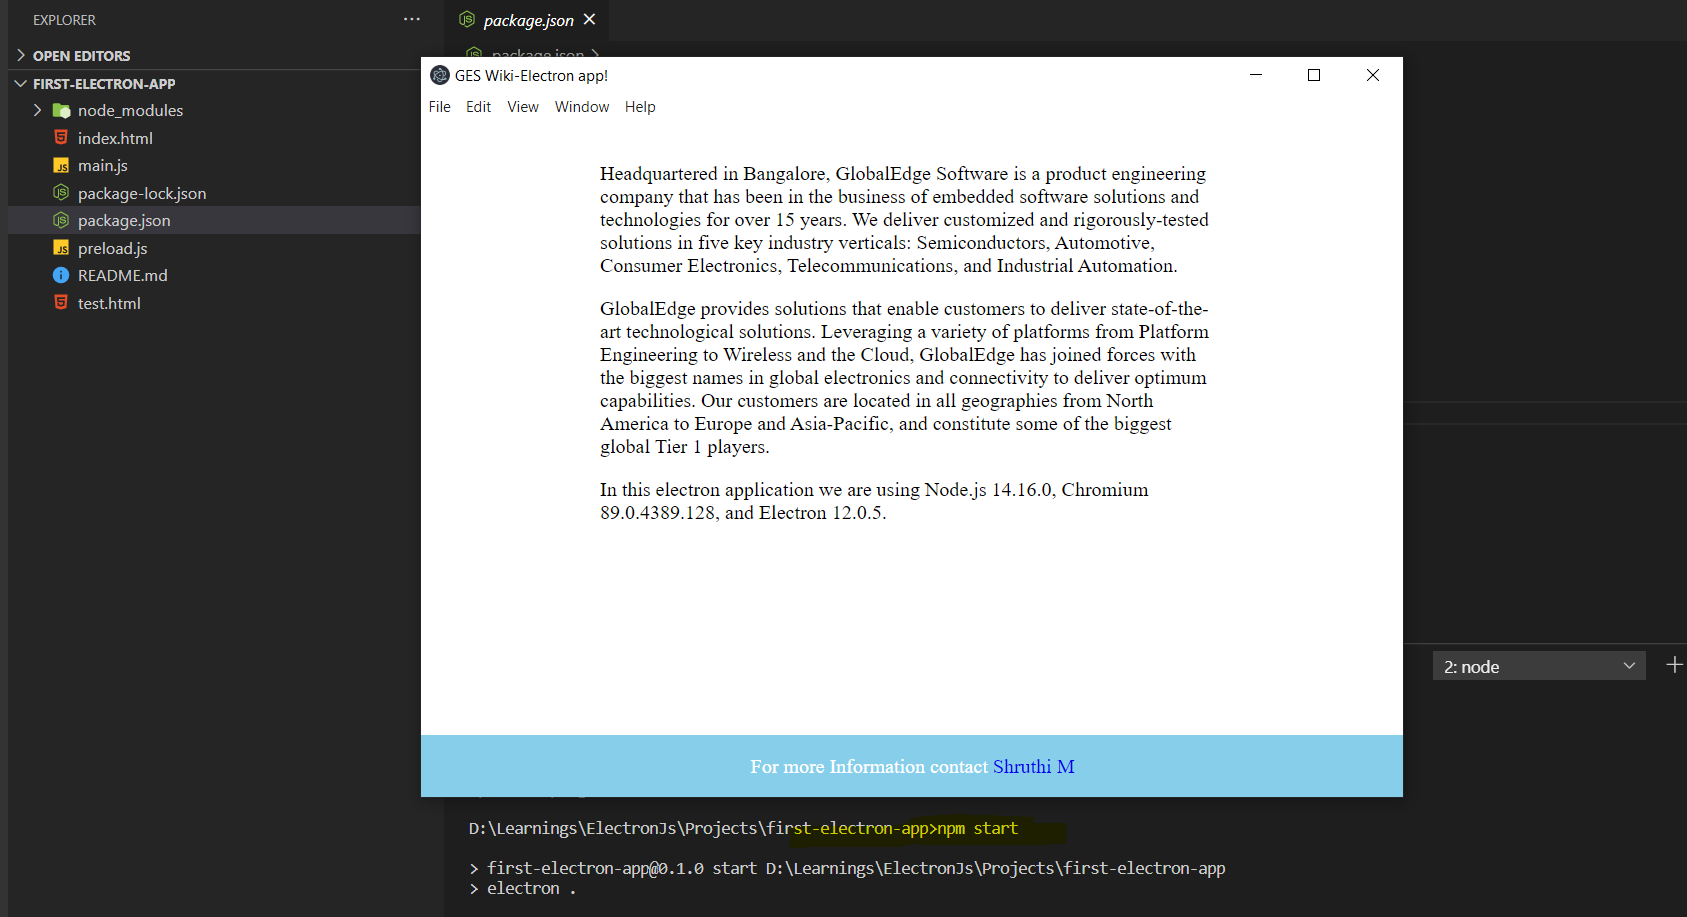 EXPLORER
···
package.json
OPEN EDITORS
package.json
FIRST-ELECTRON-APP
node_modules
index.html
main.js
package-lock.json
package.json
preload.js
README.md
test.html
GES Wiki-Electron app!
File Edit View Window Help
Headquartered in Bangalore, GlobalEdge Software is a product engineering
company that has been in the business of embedded software solutions and
technologies for over 15 years. We deliver customized and rigorously-tested
solutions in five key industry verticals: Semiconductors, Automotive,
Consumer Electronics, Telecommunications, and Industrial Automation.
GlobalEdge provides solutions that enable customers to deliver state-of-the-
art technological solutions. Leveraging a variety of platforms from Platform
Engineering to Wireless and the Cloud, GlobalEdge has joined forces with
the biggest names in global electronics and connectivity to deliver optimum
capabilities. Our customers are located in all geographies from North
America to Europe and Asia-Pacific, and constitute some of the biggest
global Tier 1 players.
In this electron application we are using Node.js 14.16.0, Chromium
89.0.4389.128, and Electron 12.0.5.
For more Information contact Shruthi M
2: node
D:\Learnings\ElectronJs\Projects\first-electron-app>npm start
> first-electron-app@0.1.0 start D:\Learnings\ElectronJs\Projects\first-electron-app
> electron .